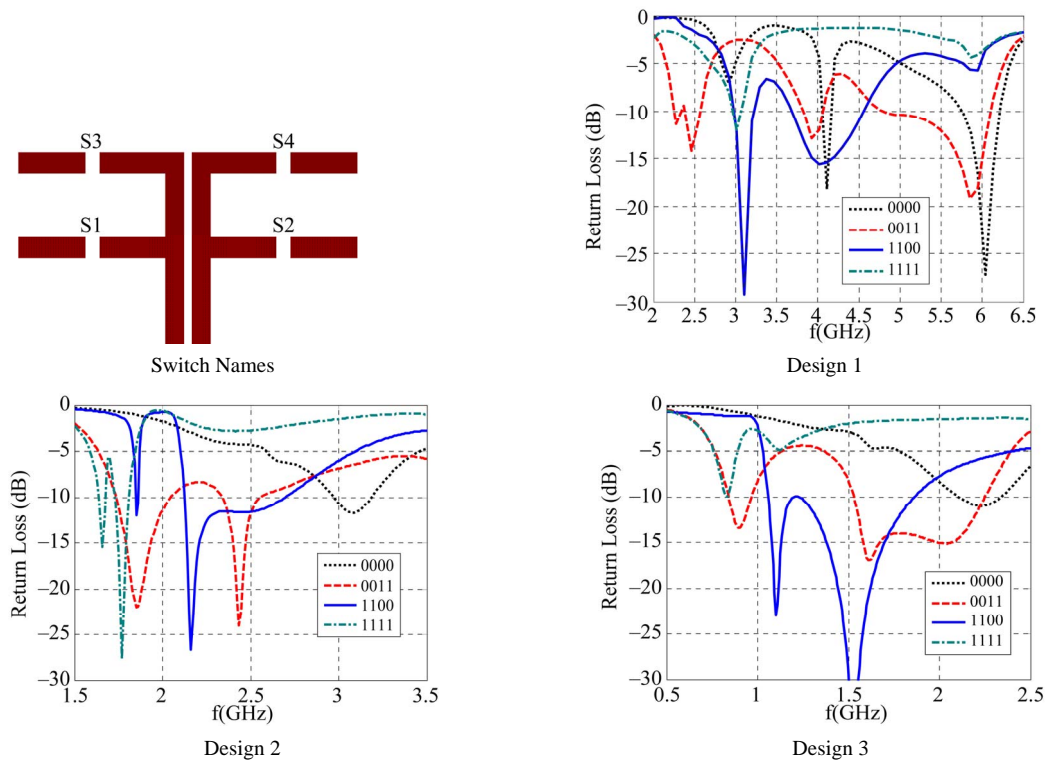 S3
S4
S1
S2
Switch Names
0
−5
−10
−15
−20
−25
−30
Return Loss (dB)
0000
0011
1100
1111
2 2.5 3 3.5 4 4.5 5 5.5 6 6.5
f(GHz)
Design 1
0
−5
−10
−15
−20
−25
−30
Return Loss (dB)
0000
0011
1100
1111
1.5 2 2.5 3 3.5
f(GHz)
Design 2
0
−5
−10
−15
−20
−25
−30
Return Loss (dB)
0000
0011
1100
1111
0.5 1 1.5 2 2.5
f(GHz)
Design 3